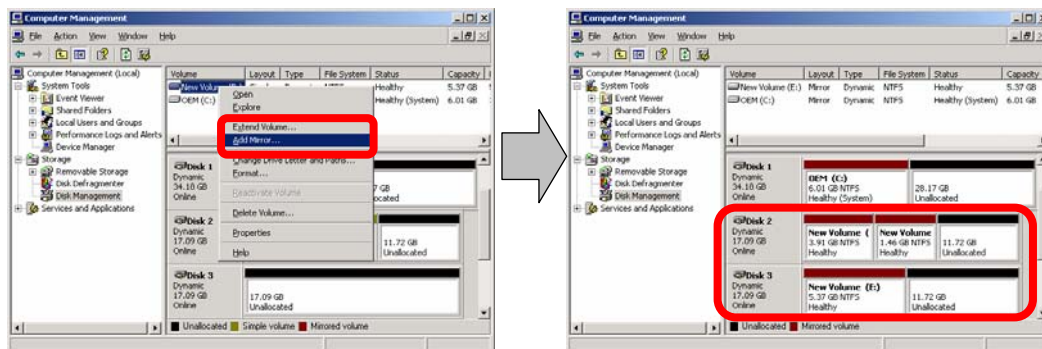 Computer Management
File Action View Window Help
Computer Management (Local)
System Tools
Event Viewer
Shared Folders
Local Users and Groups
Performance Logs and Alerts
Device Manager
Storage
Removable Storage
Disk Defragmenter
Disk Management
Services and Applications
Volume Layout Type File System Status Capacity
New Volume Healthy 5.37 GB
OEM (C:) Healthy (System) 6.01 GB
Open
Explore
Extend Volume...
Add Mirror...
Change Drive Letter and Paths...
Format...
Reactivate Volume
Delete Volume...
Properties
Help
Disk 1
Dynamic
34.18 GB
Online
7 GB
ocated
Disk 2
Dynamic
17.09 GB
Online
11.72 GB
Unallocated
Disk 3
Dynamic
17.09 GB
Online
17.09 GB
Unallocated
Unallocated Simple volume Mirrored volume
Computer Management
File Action View Window Help
Computer Management (Local)
System Tools
Event Viewer
Shared Folders
Local Users and Groups
Performance Logs and Alerts
Device Manager
Storage
Removable Storage
Disk Defragmenter
Disk Management
Services and Applications
Volume Layout Type File System Status Capacity
New Volume (E:) Mirror Dynamic NTFS Healthy 5.37 GB
OEM (C:) Mirror Dynamic NTFS Healthy (System) 6.01 GB
Disk 1
Dynamic
34.18 GB
Online
OEM (C:)
6.01 GB NTFS
Healthy (System)
28.17 GB
Unallocated
Disk 2
Dynamic
17.09 GB
Online
New Volume (
3.91 GB NTFS
Healthy
New Volume
1.46 GB NTFS
Healthy
11.72 GB
Unallocated
Disk 3
Dynamic
17.09 GB
Online
New Volume (E:)
5.37 GB NTFS
Healthy
11.72 GB
Unallocated
Unallocated Mirrored volume